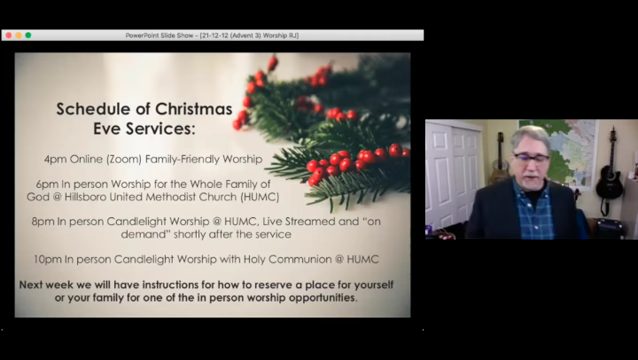 PowerPoint Slide Show - [21-12-12 (Advent 3) Worship RJ]
Schedule of Christmas
Eve Services:
4pm Online (Zoom) Family-Friendly Worship
6pm In person Worship for the Whole Family of
God @ Hillsboro United Methodist Church (HUMC)
8pm In person Candlelight Worship @ HUMC, Live Streamed and “on
demand” shortly after the service
10pm In person Candlelight Worship with Holy Communion @ HUMC
Next week we will have instructions for how to reserve a place for yourself
or your family for one of the in person worship opportunities.